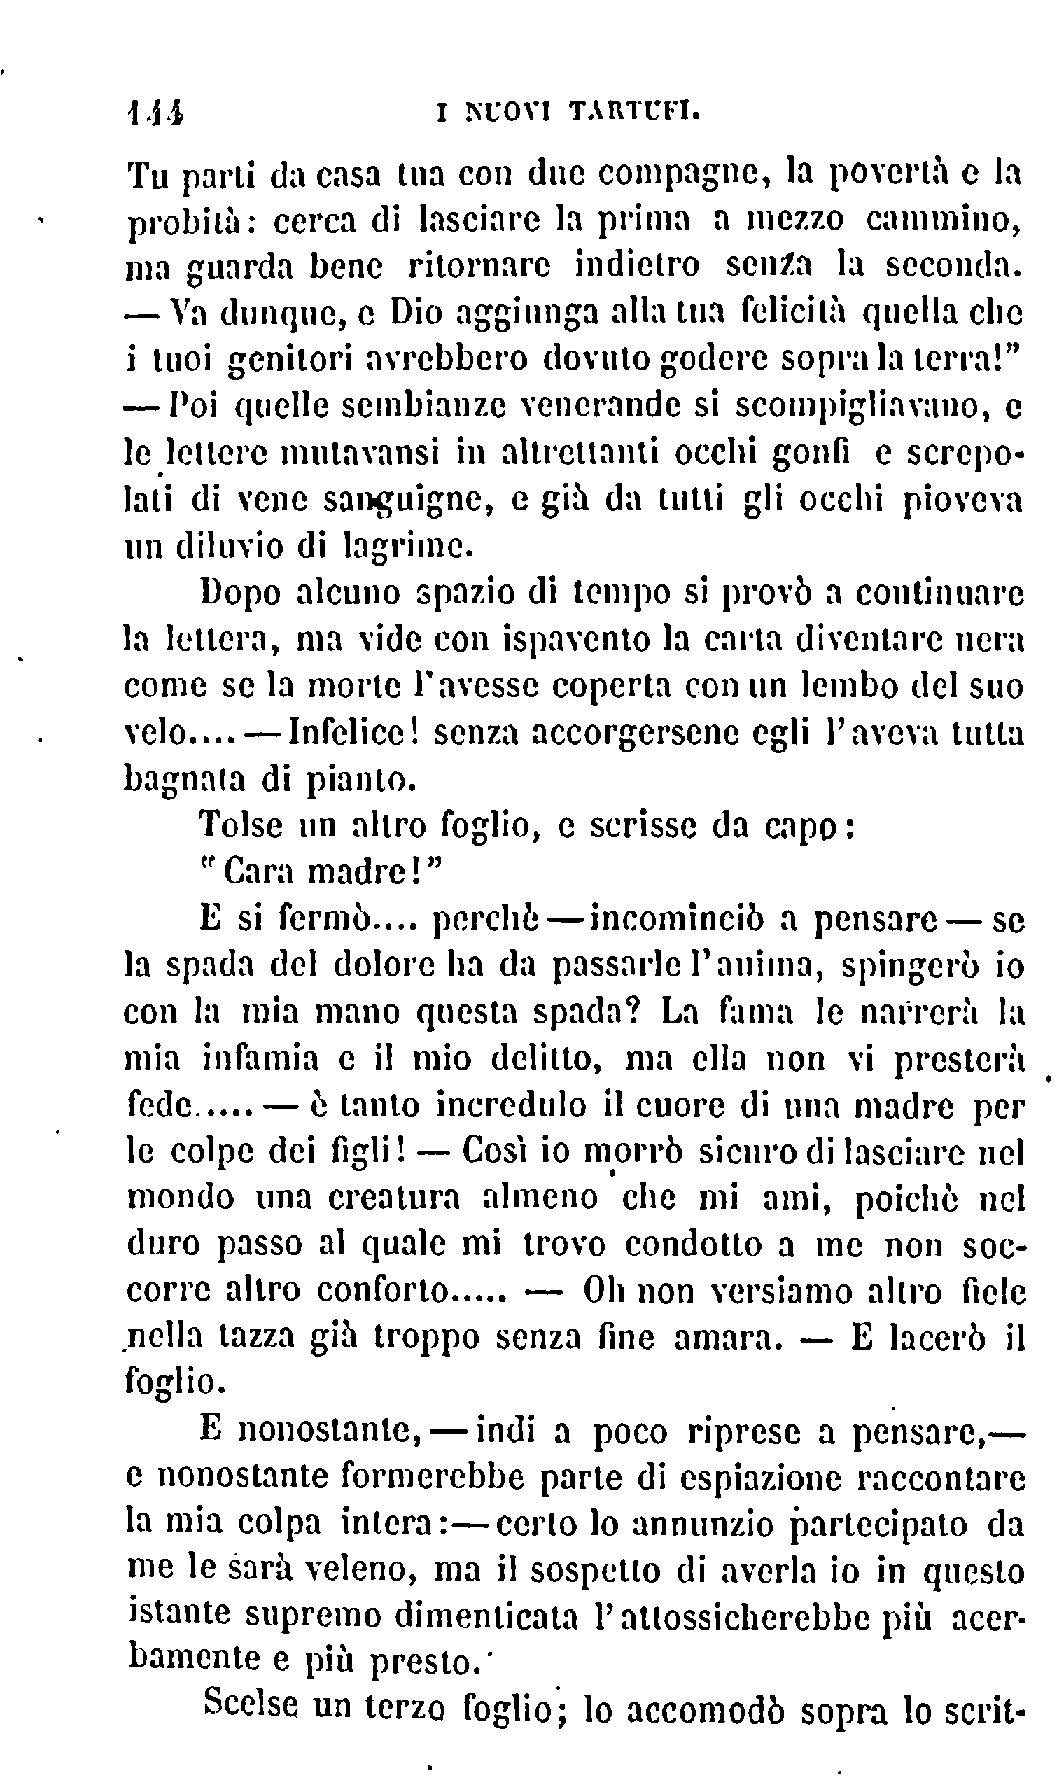 144 I NUOVI TARTUFI.
Tu parti da casa tua con due compagne, la povertà e la
probità: cerca di lasciare la prima a mezzo cammino,
ma guarda bene ritornare indietro senza la seconda.
— Va dunque, e Dio aggiunga alla tua felicità quella che
i tuoi genitori avrebbero dovuto godere sopra la terra!”
— Poi quelle sembianze venerande si scompigliavano, e
le lettere mutavansi in altrettanti occhi gonfi e screpo-
lati di vene sanguigne, e già da tutti gli occhi pioveva
un diluvio di lagrime.
Dopo alcuno spazio di tempo si provò a continuare
la lettera, ma vide con ispavento la carta diventare nera
come se la morte l'avesse coperta con un lembo del suo
velo.... — Infelice! senza accorgersene egli l'aveva tutta
bagnata di pianto.
Tolse un altro foglio, e scrisse da capo:
“Cara madre!”
E si fermò.... perchè — incominciò a pensare — se
la spada del dolore ha da passarle l'anima, spingerò io
con la mia mano questa spada? La fama le narrerà la
mia infamia e il mio delitto, ma ella non vi presterà
fede...... — è tanto incredulo il cuore di una madre per
le colpe dei figli! — Così io morrò sicuro di lasciare nel
mondo una creatura almeno che mi ami, poichè nel
duro passo al quale mi trovo condotto a me non soc-
corre altro conforto..... — Oh non versiamo altro fiele
nella tazza già troppo senza fine amara. — E lacerò il
foglio.
E nonostante, — indi a poco riprese a pensare, —
e nonostante formerebbe parte di espiazione raccontare
la mia colpa intera: — certo lo annunzio partecipato da
me le sarà veleno, ma il sospetto di averla io in questo
istante supremo dimenticata l'attossicherebbe più acer-
bamente e più presto.
Scelse un terzo foglio; lo accomodò sopra lo scrit-